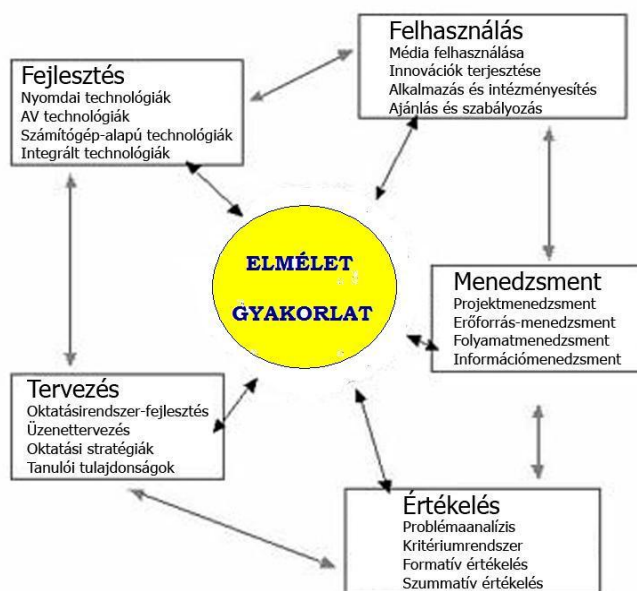 Felhasználás
Média felhasználása
Innovációk terjesztése
Alkalmazás és intézményesítés
Ajánlás és szabályozás
Fejlesztés
Nyomdai technológiák
AV technológiák
Számítógép-alapú technológiák
Integrált technológiák
ELMÉLET
GYAKORLAT
Menedzsment
Projektmenedzsment
Erőforrás-menedzsment
Folyamatmenedzsment
Információmenedzsment
Tervezés
Oktatásirendszer-fejlesztés
Üzenettervezés
Oktatási stratégiák
Tanulói tulajdonságok
Értékelés
Problémaanalízis
Kritériumrendszer
Formatív értékelés
Szummatív értékelés